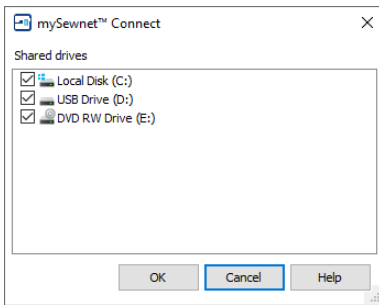 mySewnet™ Connect
Shared drives
Local Disk (C:)
USB Drive (D:)
DVD RW Drive (E:)
OK Cancel Help